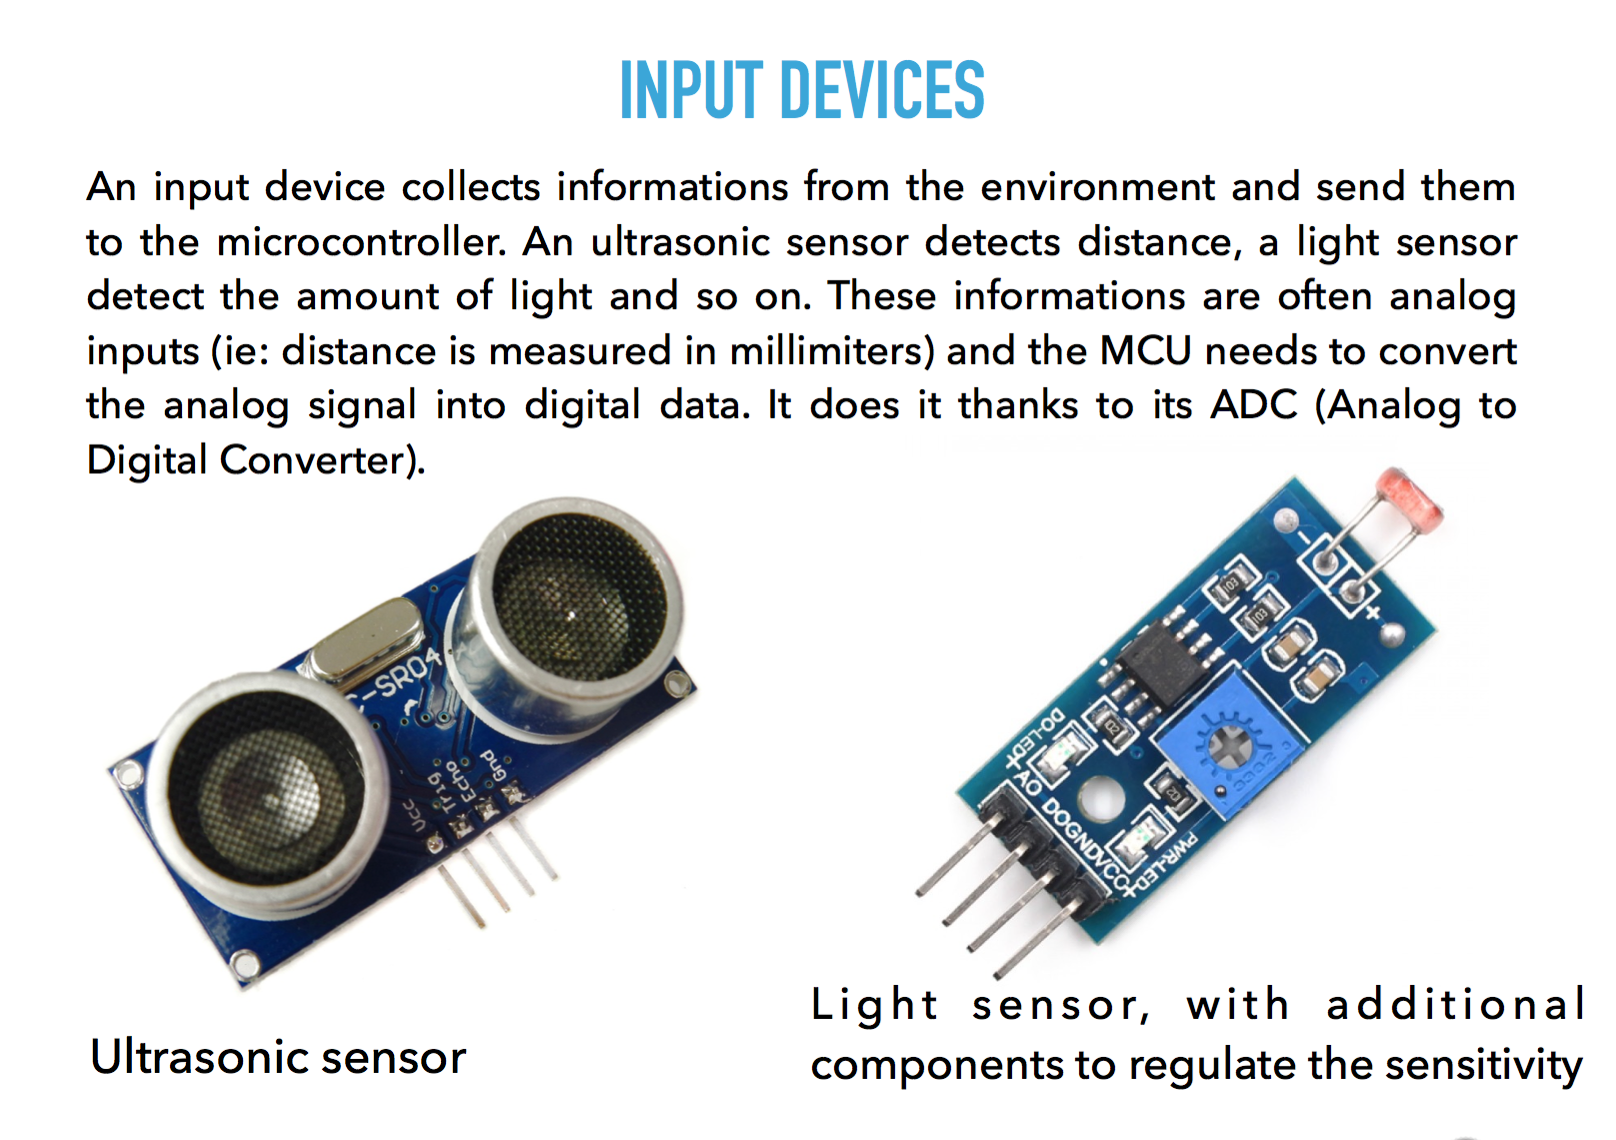 INPUT DEVICES
An input device collects informations from the environment and send them
to the microcontroller. An ultrasonic sensor detects distance, a light sensor
detect the amount of light and so on. These informations are often analog
inputs (ie: distance is measured in millimiters) and the MCU needs to convert
the analog signal into digital data. It does it thanks to its ADC (Analog to
Digital Converter).
C-SR04
Vcc
Trig
Echo
Gnd
-
+
103
103
102
102
3362
DO-LED
+
AO DOGNDVCC
+
PWR-LED
Ultrasonic sensor
Light sensor, with additional
components to regulate the sensitivity